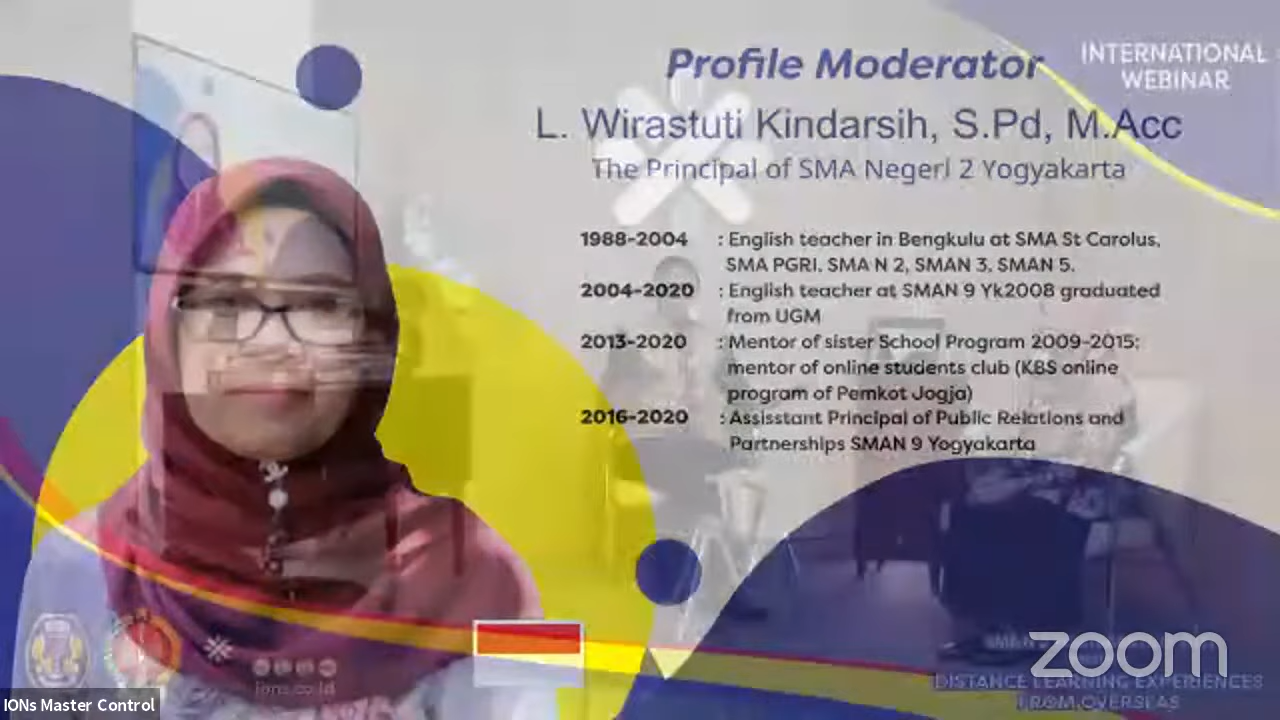 Profile Moderator
INTERNATIONAL
WEBINAR
L. Wirastuti Kindarsih, S.Pd, M.Acc
The Principal of SMA Negeri 2 Yogyakarta
1988-2004 : English teacher in Bengkulu at SMA St Carolus,
SMA PGRI, SMA N 2, SMAN 3, SMAN 5.
2004-2020 : English teacher at SMAN 9 Yk2008 graduated
from UGM
2013-2020 : Mentor of sister School Program 2009-2015;
mentor of online students club (KBS online
program of Pemkot Jogja)
2016-2020 : Assisstant Principal of Public Relations and
Partnerships SMAN 9 Yogyakarta
zoom
DISTANCE LEARNING EXPERIENCES
FROM OVERSEAS
ions.co.id
IONs Master Control